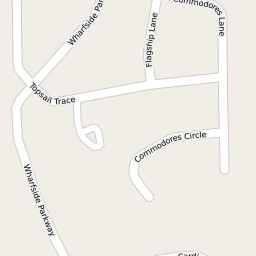 Commodores Lane
Wharfside Par
Flagship Lane
Topsail Trace
Commodores Circle
Wharfside Parkway